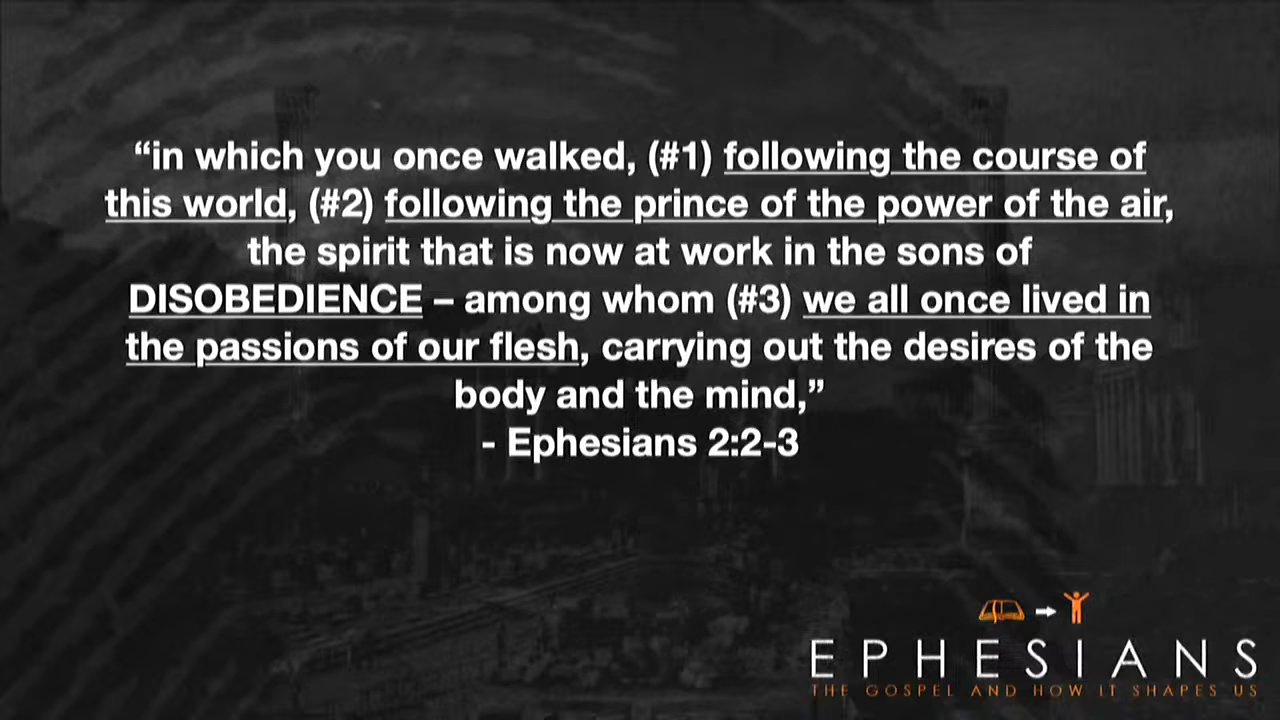 “in which you once walked, (#1) following the course of
this world, (#2) following the prince of the power of the air,
the spirit that is now at work in the sons of
DISOBEDIENCE – among whom (#3) we all once lived in
the passions of our flesh, carrying out the desires of the
body and the mind,”
- Ephesians 2:2-3
EPHESIANS
THE GOSPEL AND HOW IT SHAPES US